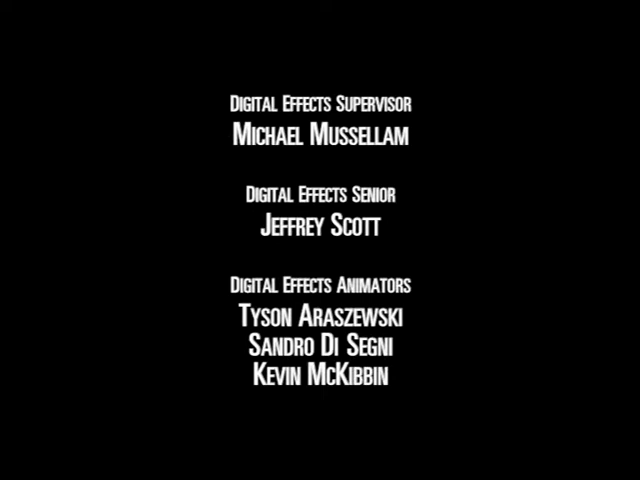 DIGITAL EFFECTS SUPERVISOR
MICHAEL MUSSELLAM
DIGITAL EFFECTS SENIOR
JEFFREY SCOTT
DIGITAL EFFECTS ANIMATORS
TYSON ARASZEWSKI
SANDRO DI SEGNI
KEVIN MCKIBBIN